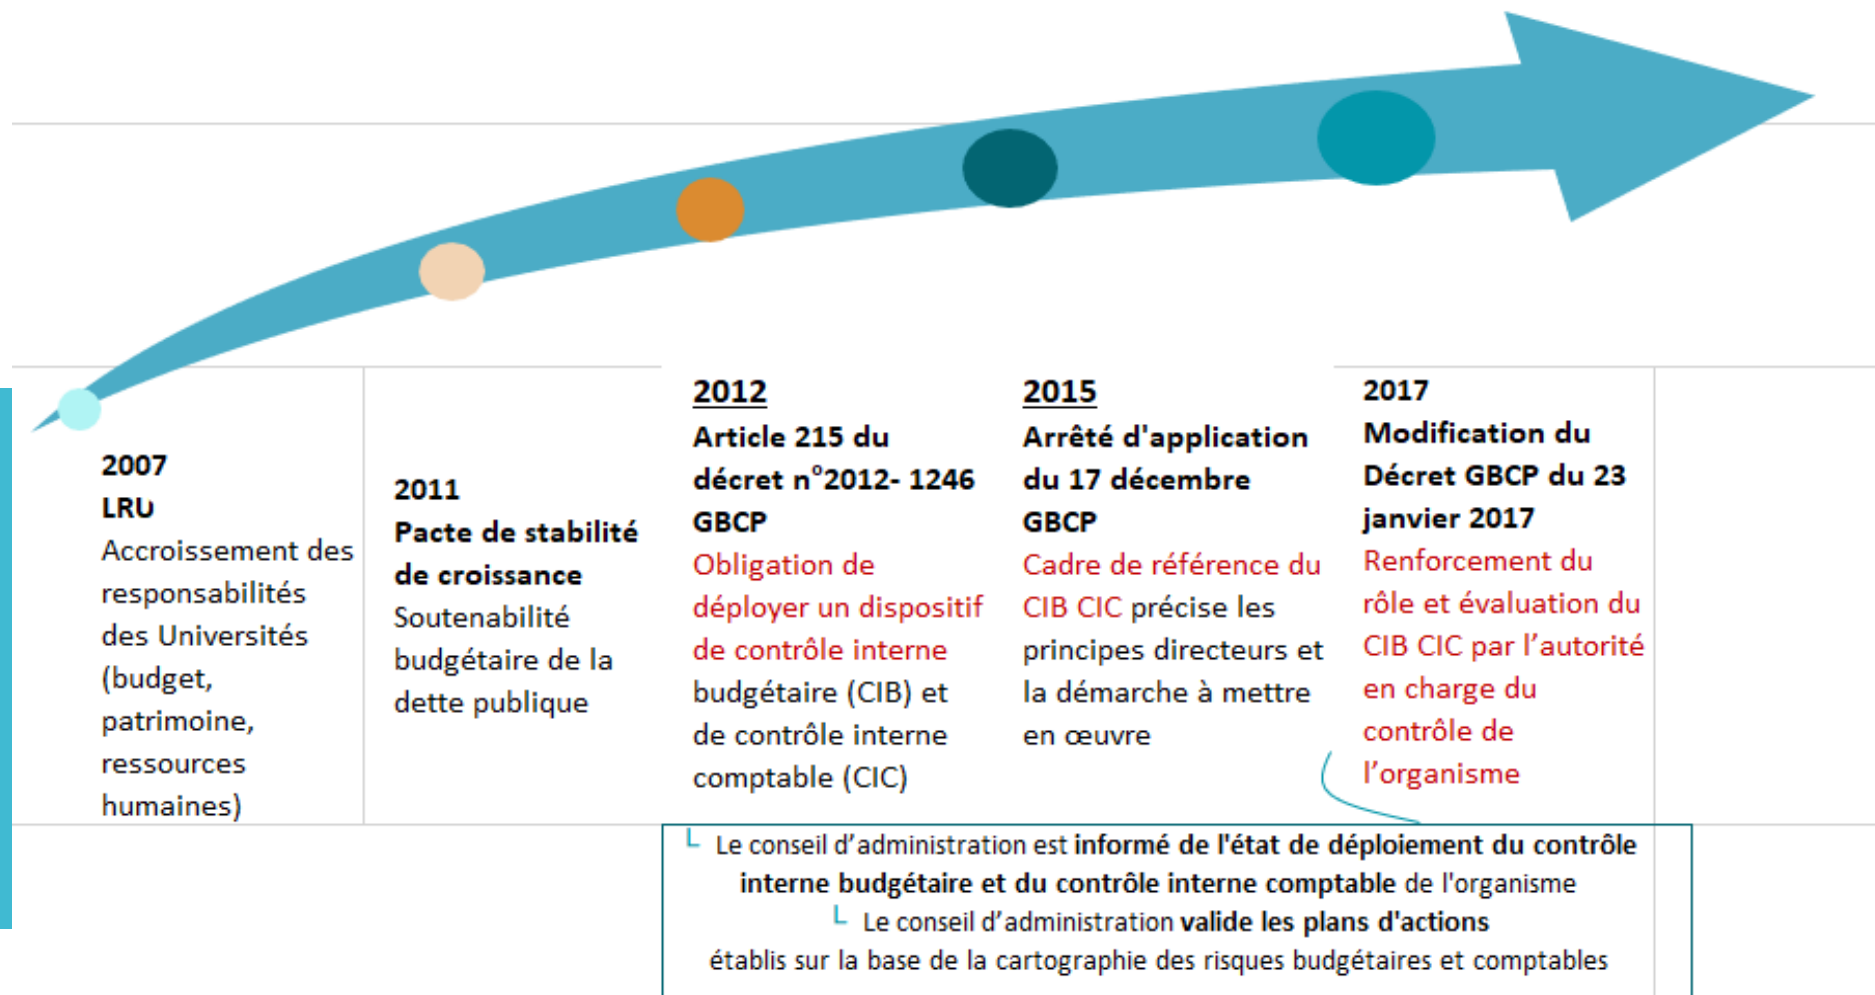 2007
LRU
Accroissement des
responsabilités
des Universités
(budget,
patrimoine,
ressources
humaines)
2011
Pacte de stabilité
de croissance
Soutenabilité
budgétaire de la
dette publique
2012
Article 215 du
décret n°2012- 1246
GBCP
Obligation de
déployer un dispositif
de contrôle interne
budgétaire (CIB) et
de contrôle interne
comptable (CIC)
2015
Arrêté d'application
du 17 décembre
GBCP
Cadre de référence du
CIB CIC précise les
principes directeurs et
la démarche à mettre
en œuvre
2017
Modification du
Décret GBCP du 23
janvier 2017
Renforcement du
rôle et évaluation du
CIB CIC par l’autorité
en charge du
contrôle de
l’organisme
Le conseil d’administration est informé de l'état de déploiement du contrôle
interne budgétaire et du contrôle interne comptable de l'organisme
Le conseil d’administration valide les plans d'actions
établis sur la base de la cartographie des risques budgétaires et comptables